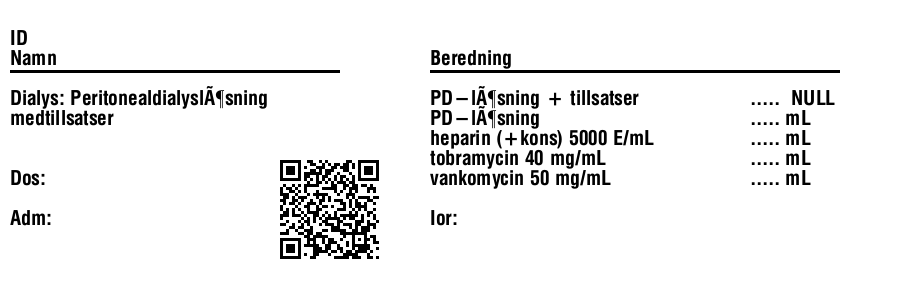 ID
Namn
Dialys: PeritonealdialyslÃ¶sning
medtillsatser
Dos:
Adm:
Beredning
PD–lÃ¶sning + tillsatser ..... NULL
PD–lÃ¶sning ..... mL
heparin (+kons) 5000 E/mL ..... mL
tobramycin 40 mg/mL ..... mL
vankomycin 50 mg/mL ..... mL
Ior: